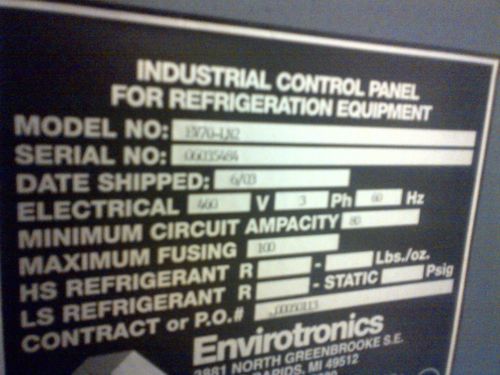 INDUSTRIAL CONTROL PANEL
FOR REFRIGERATION EQUIPMENT
MODEL NO:
SERIAL NO: 06035484
DATE SHIPPED: 6/03
ELECTRICAL 460 V 3 Ph 60 Hz
MINIMUM CIRCUIT AMPACITY 80
MAXIMUM FUSING 100
HS REFRIGERANT R - Lbs./oz.
LS REFRIGERANT R - STATIC Psig
CONTRACT or P.O.#
Envirotronics
3881 NORTH GREENBROOKE S.E.
RAPIDS, MI 49512